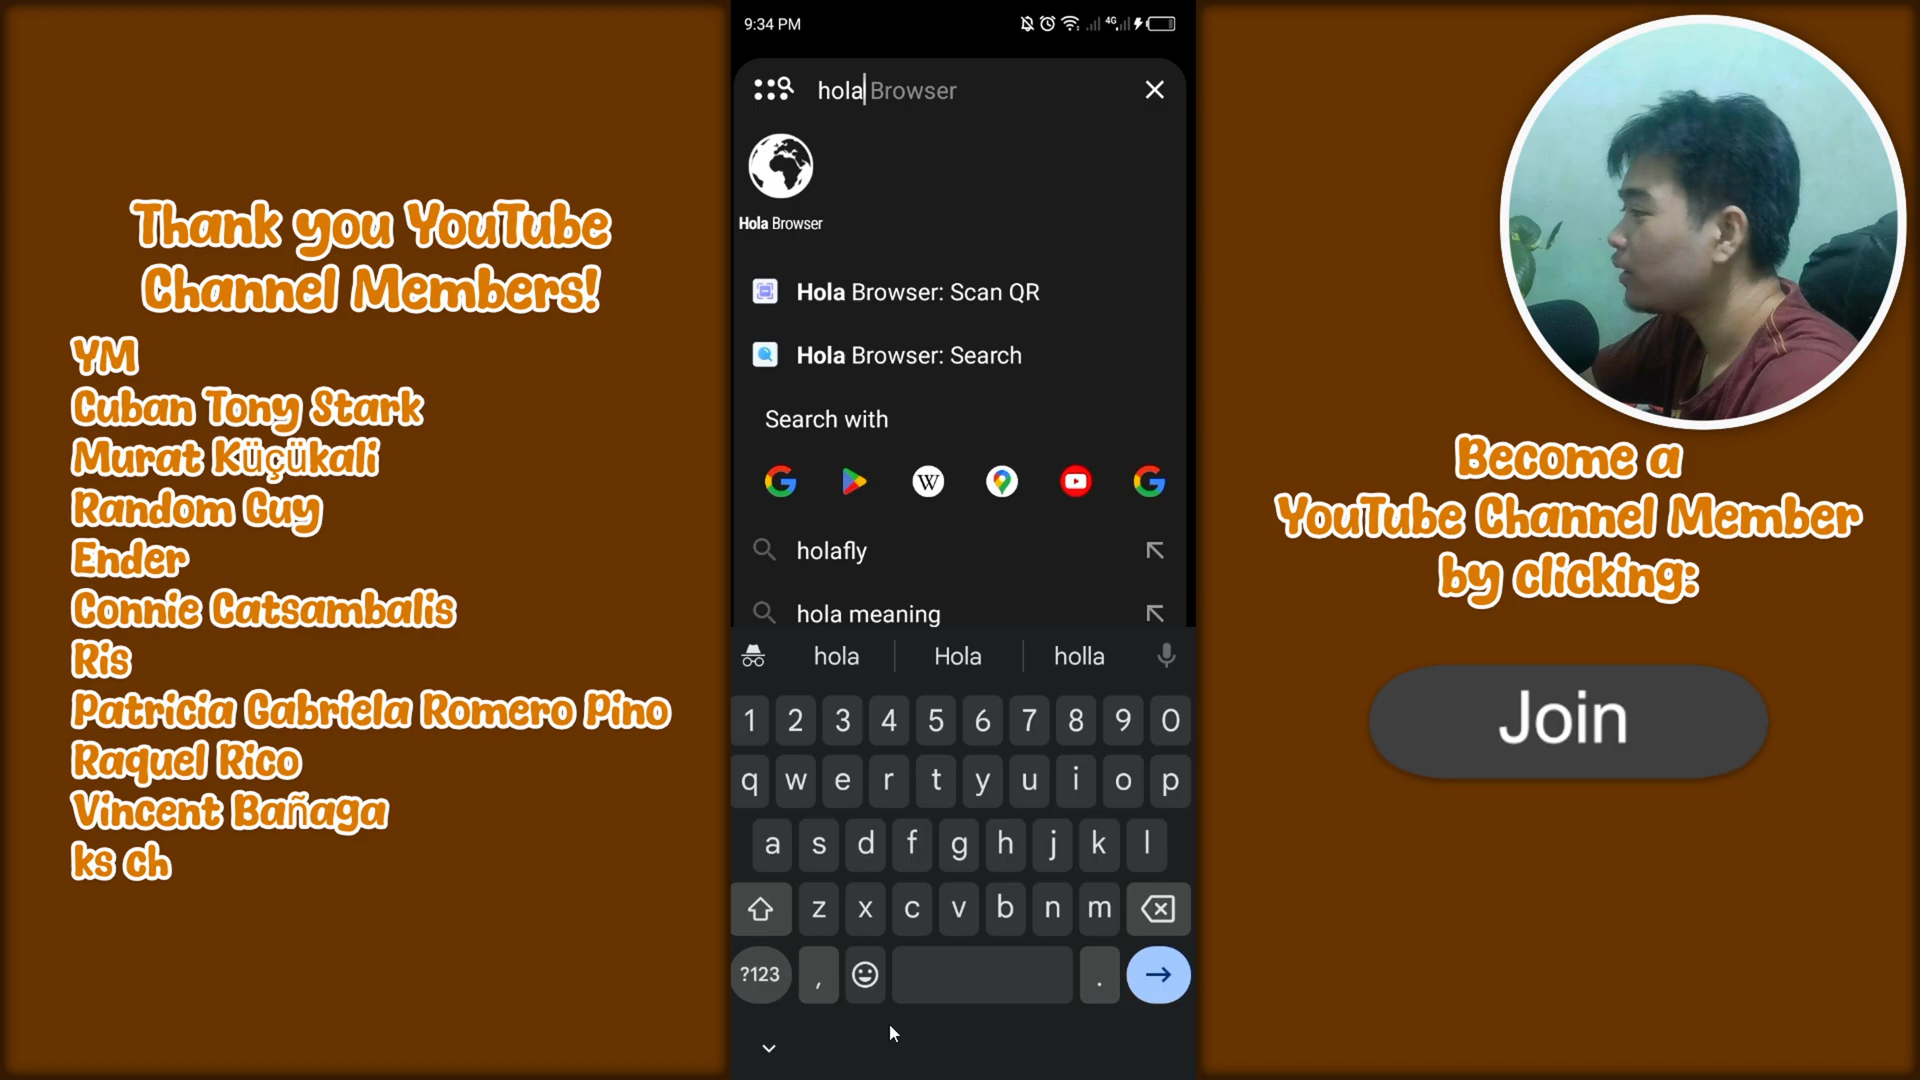 Thank you YouTube
Channel Members!
YM
Cuban Tony Stark
Murat Küçükali
Random Guy
Ender
Connie Catsambalis
Ris
Patricia Gabriela Romero Pino
Raquel Rico
Vincent Bañaga
ks ch
9:34 PM
4G
hola Browser
Hola Browser
Hola Browser: Scan QR
Hola Browser: Search
Search with
W
holafly
hola meaning
hola Hola holla
1 2 3 4 5 6 7 8 9 0
q w e r t y u i o p
a s d f g h j k l
z x c v b n m
?123 , .
Become a
YouTube Channel Member
by clicking:
Join